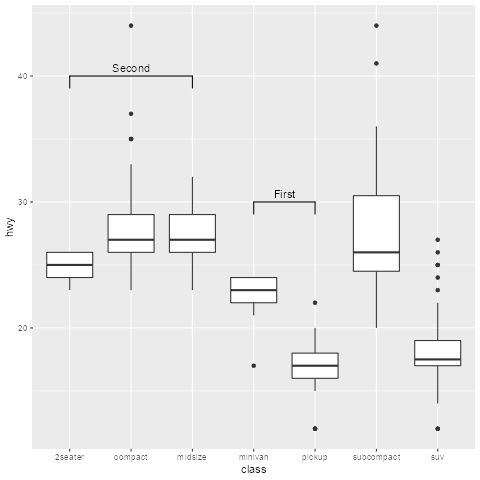 Second
40
First
30
20
hwy
2seater compact midsize minivan pickup subcompact suv
class